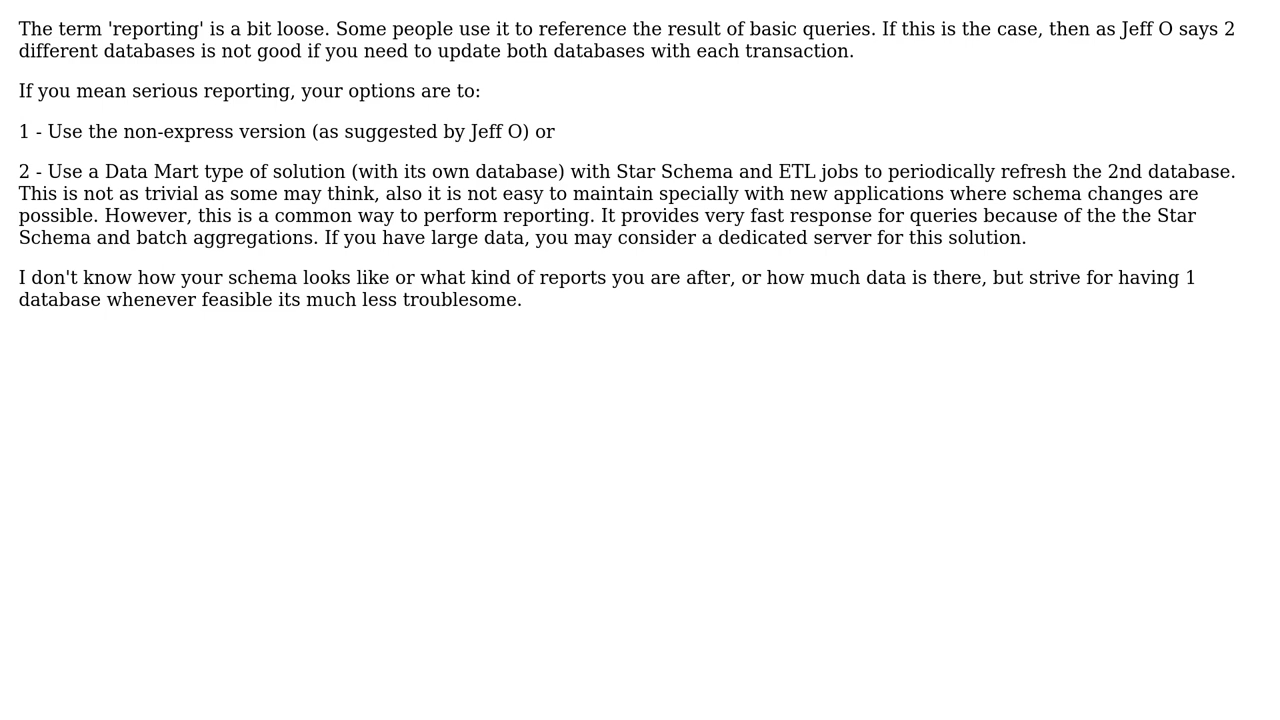 The term 'reporting' is a bit loose. Some people use it to reference the result of basic queries. If this is the case, then as Jeff O says 2
different databases is not good if you need to update both databases with each transaction.
If you mean serious reporting, your options are to:
1 - Use the non-express version (as suggested by Jeff O) or
2 - Use a Data Mart type of solution (with its own database) with Star Schema and ETL jobs to periodically refresh the 2nd database.
This is not as trivial as some may think, also it is not easy to maintain specially with new applications where schema changes are
possible. However, this is a common way to perform reporting. It provides very fast response for queries because of the the Star
Schema and batch aggregations. If you have large data, you may consider a dedicated server for this solution.
I don't know how your schema looks like or what kind of reports you are after, or how much data is there, but strive for having 1
database whenever feasible its much less troublesome.